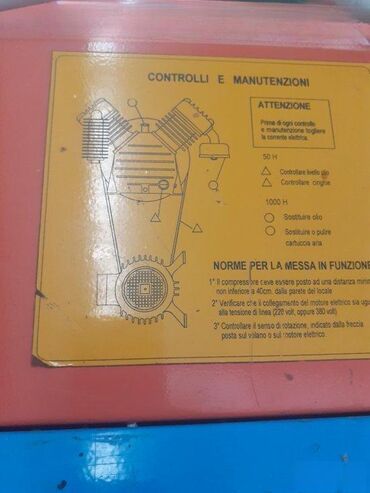 CONTROLLI E MANUTENZIONI
ATTENZIONE
Prima di ogni controllo
e manutenzione togliere
la corrente elettrica.
50 H
Controllare livello olio
Controllare cinghie
1000 H
Sostituire olio
Sostituire o pulire
cartuccia aria
NORME PER LA MESSA IN FUNZIONE
1° Il compressore deve essere posto ad una distanza
non inferiore a 40cm. dalla parete del locale
2° Verificare che il collegamento del motore elettrico sia
alla tensione di linea (220 volt, oppure 380 volt)
3° Controllare il senso di rotazione, indicato dalla freccia
posta sul volano o sul motore elettrico